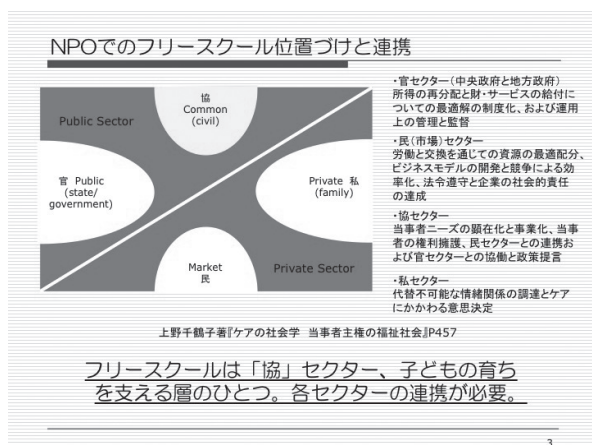 NPOでのフリースクール位置づけと連携
協
Common
(civil)
Public Sector
官 Public
(state/
government)
Private 私
(family)
Market
民
Private Sector
・官セクター(中央政府と地方政府)
所得の再分配と財・サービスの給付に
ついての最適解の制度化、および運用
上の管理と監督
・民(市場)セクター
労働と交換を通じての資源の最適配分、
ビジネスモデルの開発と競争による効
率化、法令遵守と企業の社会的責任
の達成
・協セクター
当事者ニーズの顕在化と事業化、当事
者の権利擁護、民セクターとの連携お
よび官セクターとの協働と政策提言
・私セクター
代替不可能な情緒関係の調達とケア
にかかわる意思決定
上野千鶴子著『ケアの社会学 当事者主権の福祉社会』P457
フリースクールは「協」セクター、子どもの育ち
を支える層のひとつ。各セクターの連携が必要。
3